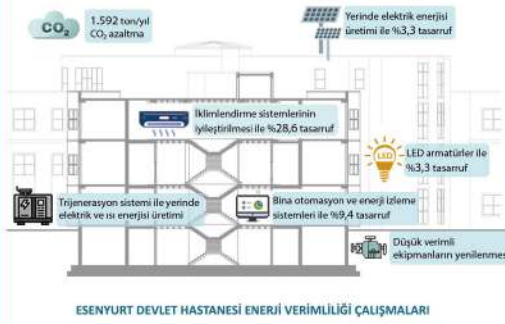 CO₂
1.592 ton/yıl
CO₂ azaltma
Yerinde elektrik enerjisi
üretimi ile %3,3 tasarruf
İklimlendirme sistemlerinin
iyileştirilmesi ile %28,6 tasarruf
LED
LED armatürler ile
%3,3 tasarruf
Trijenerasyon sistemi ile yerinde
elektrik ve ısı enerjisi üretimi
Bina otomasyon ve enerji izleme
sistemleri ile %9,4 tasarruf
Düşük verimli
ekipmanların yenilenmes
ESENYURT DEVLET HASTANESİ ENERJİ VERİMLİLİĞİ ÇALIŞMALARI